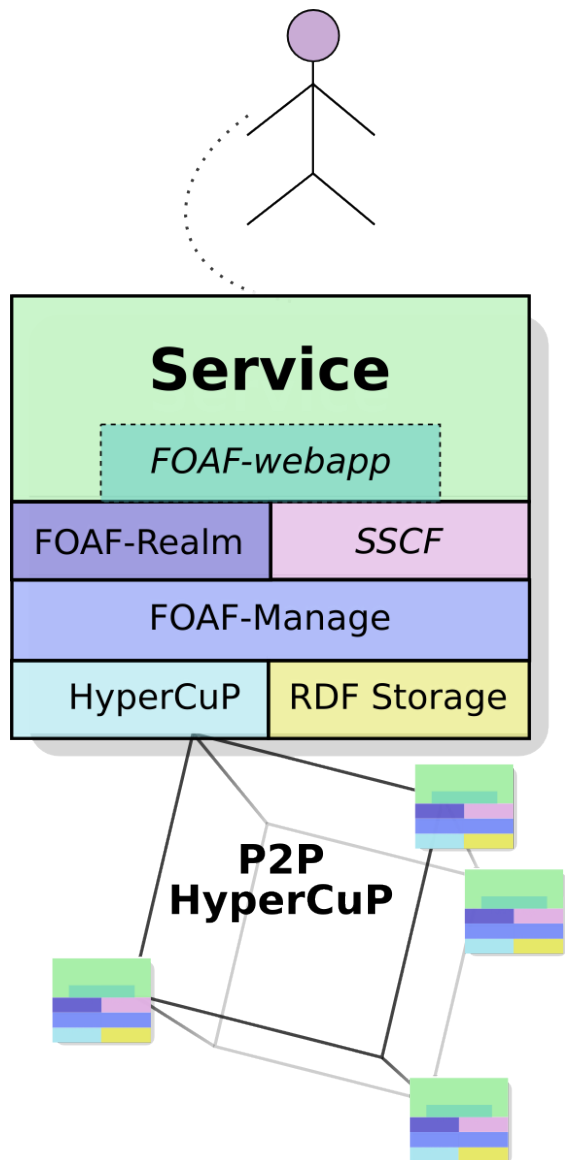 Service
FOAF-webapp
FOAF-Realm
SSCF
FOAF-Manage
HyperCuP
RDF Storage
P2P
HyperCuP